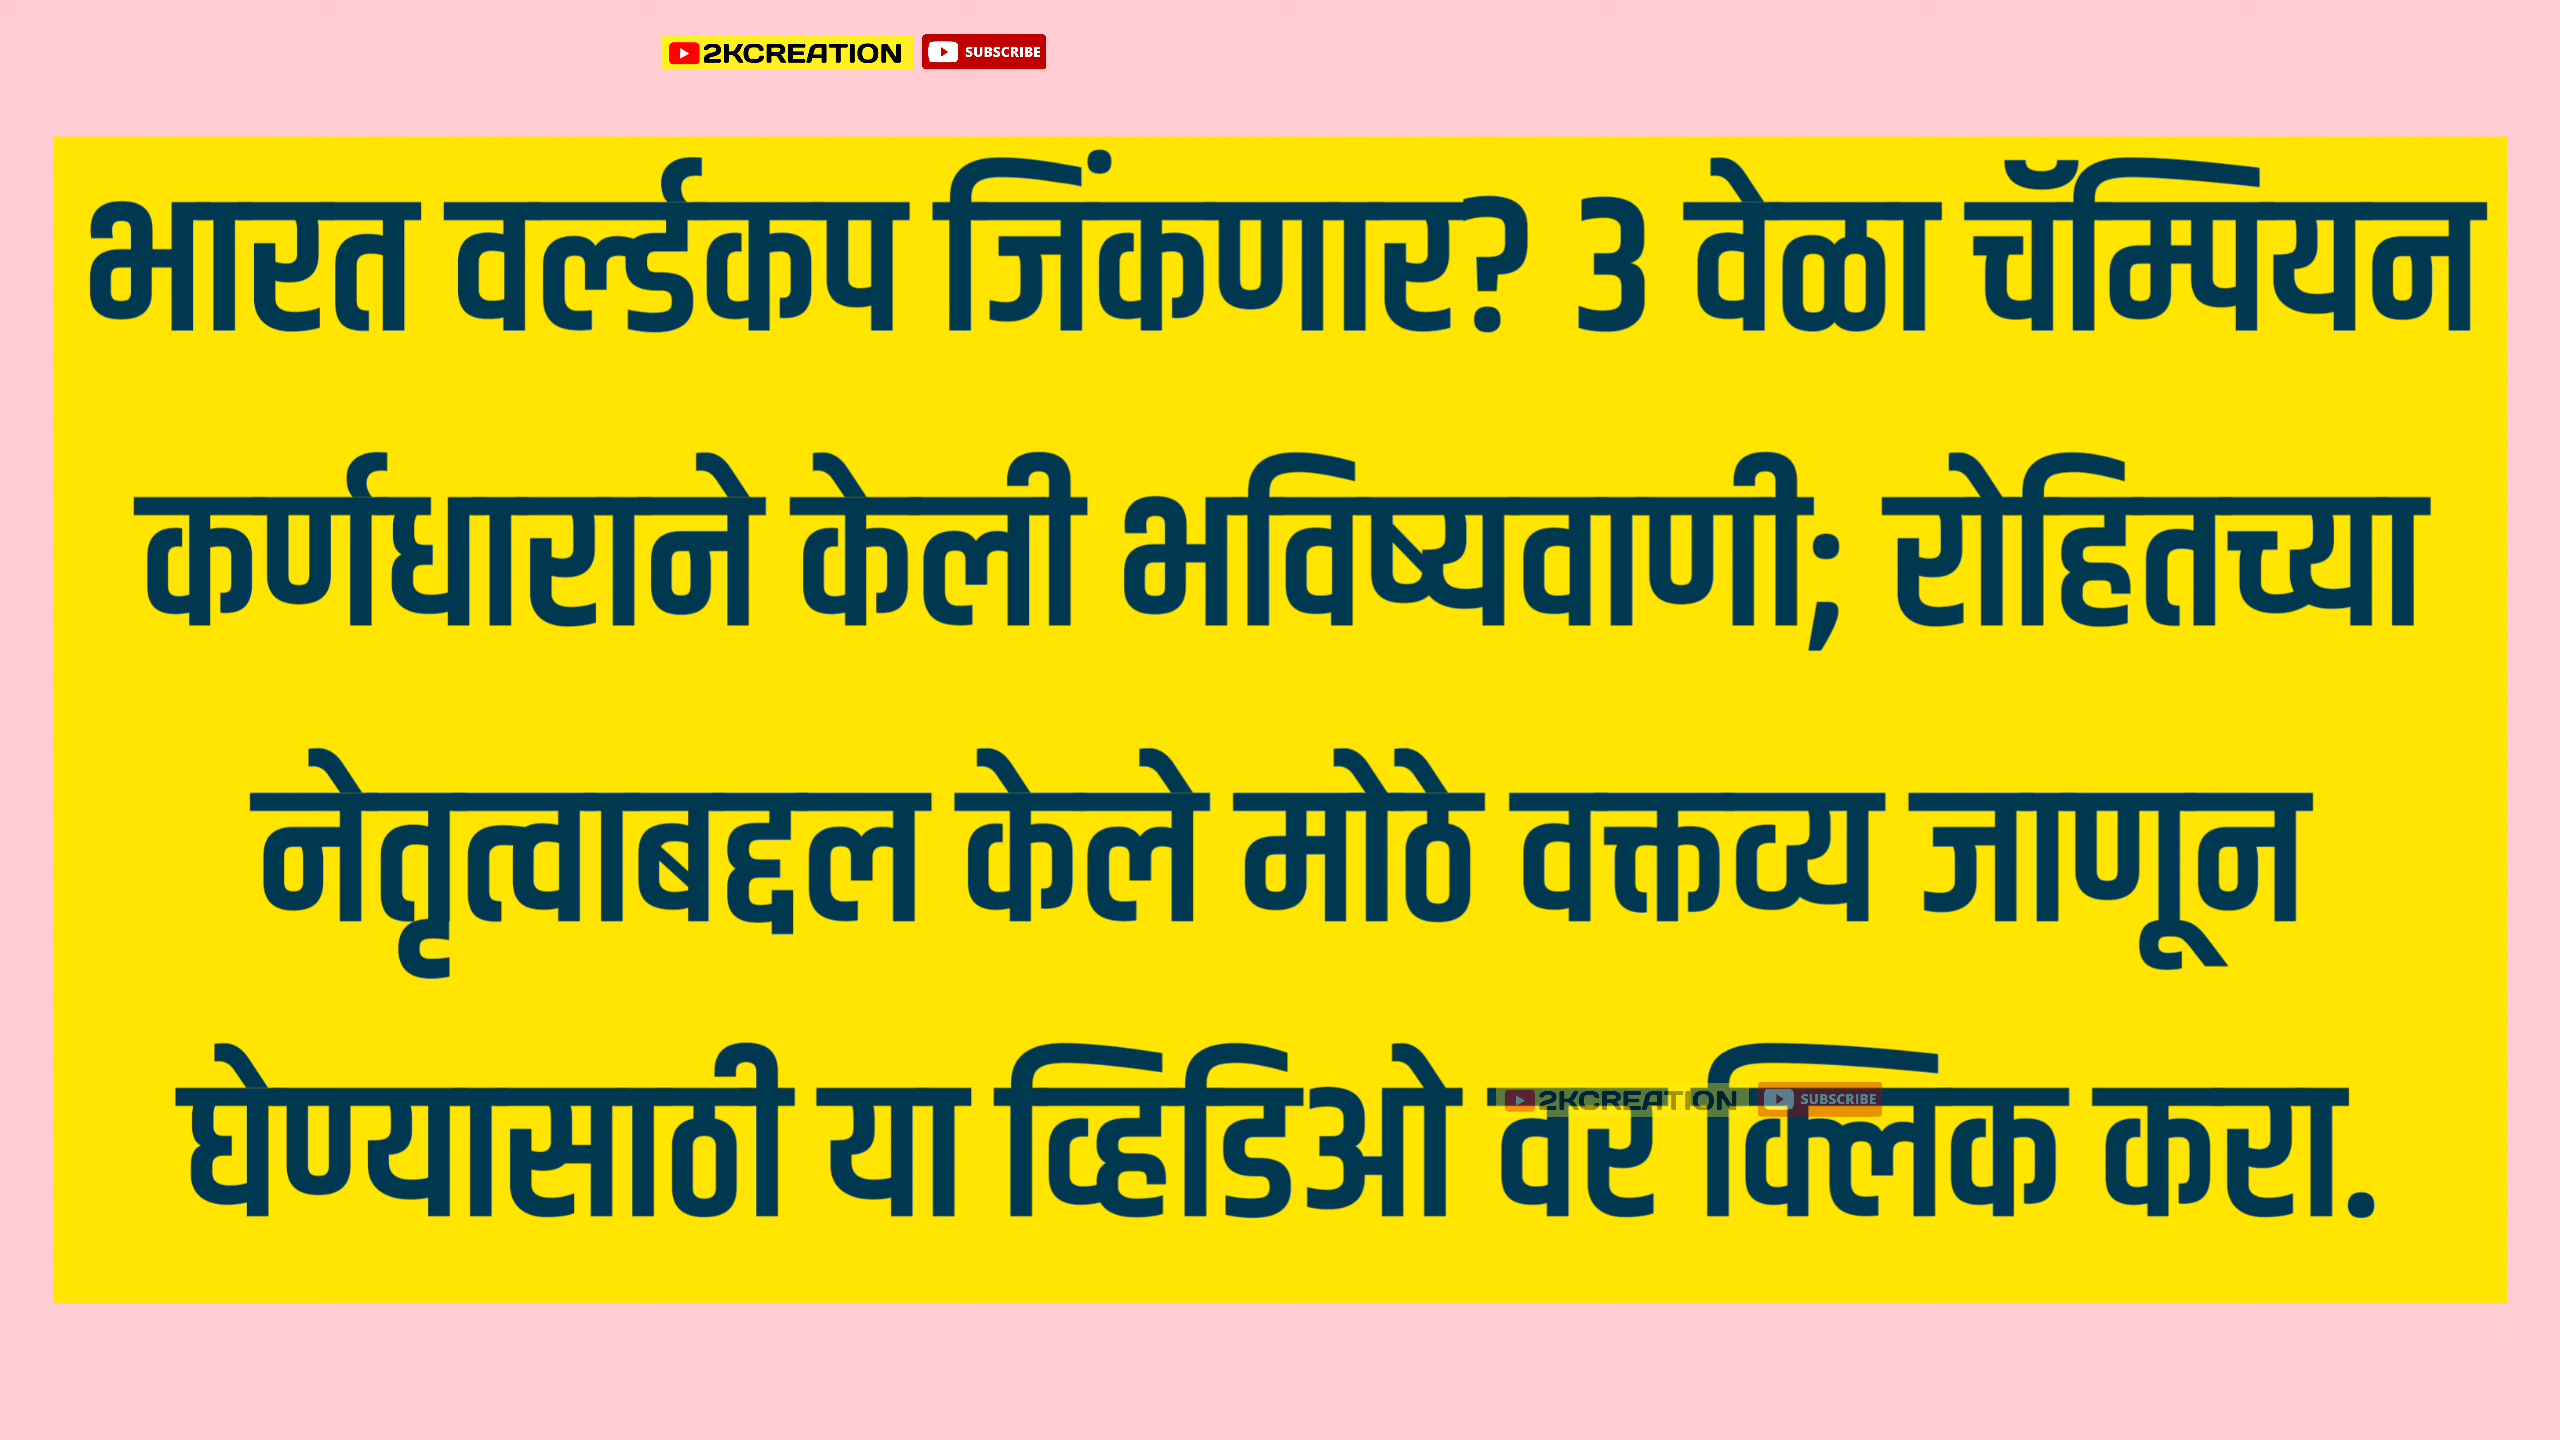 2KCREATION SUBSCRIBE
भारत वर्ल्डकप जिंकणार? 3 वेळा चॅम्पियन
कर्णधाराने केली भविष्यवाणी; रोहितच्या
नेतृत्वाबद्दल केले मोठे वक्तव्य जाणून
घेण्यासाठी या व्हिडिओ वर क्लिक करा.
2KCREATION SUBSCRIBE